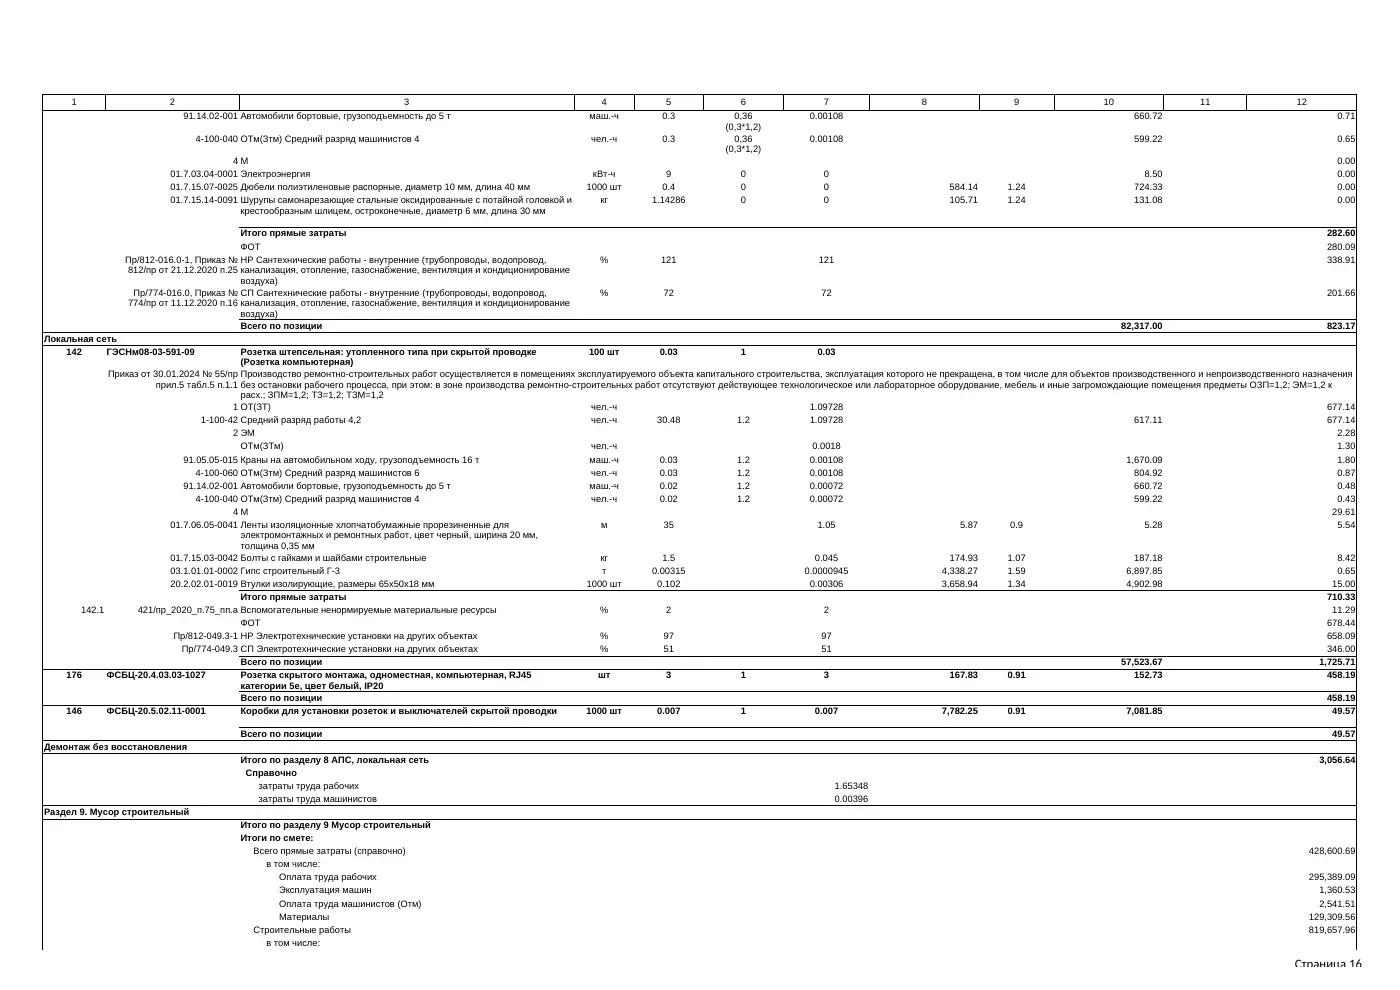 1 2 3 4 5 6 7 8 9 10 11 12
91.14.02-001 Автомобили бортовые, грузоподъемность до 5 т маш.-ч 0.3 0,36 0.00108 660.72 0.71
(0,3*1,2)
4-100-040 ОТм(Зтм) Средний разряд машинистов 4 чел.-ч 0.3 0,36 0.00108 599.22 0.65
(0,3*1,2)
4 М 0.00
01.7.03.04-0001 Электроэнергия кВт-ч 9 0 0 8.50 0.00
01.7.15.07-0025 Дюбели полиэтиленовые распорные, диаметр 10 мм, длина 40 мм 1000 шт 0.4 0 0 584.14 1.24 724.33 0.00
01.7.15.14-0091 Шурупы самонарезающие стальные оксидированные с потайной головкой и кг 1.14286 0 0 105.71 1.24 131.08 0.00
крестообразным шлицем, остроконечные, диаметр 6 мм, длина 30 мм
Итого прямые затраты 282.60
ФОТ 280.09
Пр/812-016.0-1, Приказ № НР Сантехнические работы - внутренние (трубопроводы, водопровод, % 121 121 338.91
812/пр от 21.12.2020 п.25 канализация, отопление, газоснабжение, вентиляция и кондиционирование
воздуха)
Пр/774-016.0, Приказ № СП Сантехнические работы - внутренние (трубопроводы, водопровод, % 72 72 201.66
774/пр от 11.12.2020 п.16 канализация, отопление, газоснабжение, вентиляция и кондиционирование
воздуха)
Всего по позиции 82,317.00 823.17
Локальная сеть
142 ГЭСНм08-03-591-09 Розетка штепсельная: утопленного типа при скрытой проводке 100 шт 0.03 1 0.03
(Розетка компьютерная)
Приказ от 30.01.2024 № 55/пр Производство ремонтно-строительных работ осуществляется в помещениях эксплуатируемого объекта капитального строительства, эксплуатация которого не прекращена, в том числе для объектов производственного и непроизводственного назначения
прил.5 табл.5 п.1.1 без остановки рабочего процесса, при этом: в зоне производства ремонтно-строительных работ отсутствуют действующее технологическое или лабораторное оборудование, мебель и иные загромождающие помещения предметы ОЗП=1,2; ЭМ=1,2 к
расх.; ЗПМ=1,2; ТЗ=1,2; ТЗМ=1,2
1 ОТ(ЗТ) чел.-ч 1.09728 677.14
1-100-42 Средний разряд работы 4,2 чел.-ч 30.48 1.2 1.09728 617.11 677.14
2 ЭМ 2.28
ОТм(ЗТм) чел.-ч 0.0018 1.30
91.05.05-015 Краны на автомобильном ходу, грузоподъемность 16 т маш.-ч 0.03 1.2 0.00108 1,670.09 1.80
4-100-060 ОТм(Зтм) Средний разряд машинистов 6 чел.-ч 0.03 1.2 0.00108 804.92 0.87
91.14.02-001 Автомобили бортовые, грузоподъемность до 5 т маш.-ч 0.02 1.2 0.00072 660.72 0.48
4-100-040 ОТм(Зтм) Средний разряд машинистов 4 чел.-ч 0.02 1.2 0.00072 599.22 0.43
4 М 29.61
01.7.06.05-0041 Ленты изоляционные хлопчатобумажные прорезиненные для м 35 1.05 5.87 0.9 5.28 5.54
электромонтажных и ремонтных работ, цвет черный, ширина 20 мм,
толщина 0,35 мм
01.7.15.03-0042 Болты с гайками и шайбами строительные кг 1.5 0.045 174.93 1.07 187.18 8.42
03.1.01.01-0002 Гипс строительный Г-3 т 0.00315 0.0000945 4,338.27 1.59 6,897.85 0.65
20.2.02.01-0019 Втулки изолирующие, размеры 65х50х18 мм 1000 шт 0.102 0.00306 3,658.94 1.34 4,902.98 15.00
Итого прямые затраты 710.33
142.1 421/пр_2020_п.75_пп.а Вспомогательные ненормируемые материальные ресурсы % 2 2 11.29
ФОТ 678.44
Пр/812-049.3-1 НР Электротехнические установки на других объектах % 97 97 658.09
Пр/774-049.3 СП Электротехнические установки на других объектах % 51 51 346.00
Всего по позиции 57,523.67 1,725.71
176 ФСБЦ-20.4.03.03-1027 Розетка скрытого монтажа, одноместная, компьютерная, RJ45 шт 3 1 3 167.83 0.91 152.73 458.19
категории 5е, цвет белый, IP20
Всего по позиции 458.19
146 ФСБЦ-20.5.02.11-0001 Коробки для установки розеток и выключателей скрытой проводки 1000 шт 0.007 1 0.007 7,782.25 0.91 7,081.85 49.57
Всего по позиции 49.57
Демонтаж без восстановления
Итого по разделу 8 АПС, локальная сеть 3,056.64
Справочно
затраты труда рабочих 1.65348
затраты труда машинистов 0.00396
Раздел 9. Мусор строительный
Итого по разделу 9 Мусор строительный
Итоги по смете:
Всего прямые затраты (справочно) 428,600.69
в том числе:
Оплата труда рабочих 295,389.09
Эксплуатация машин 1,360.53
Оплата труда машинистов (Отм) 2,541.51
Материалы 129,309.56
Строительные работы 819,657.96
в том числе:
Страница 16